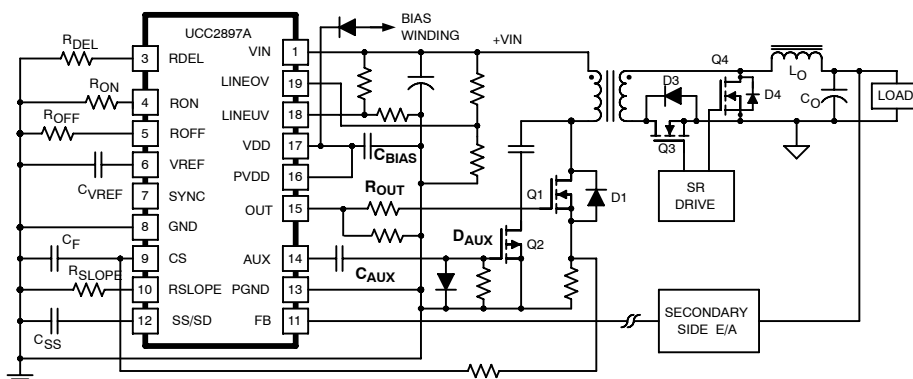 UCC2897A
BIAS
WINDING
+VIN
RDEL
3
RDEL
VIN
1
RON
4
RON
LINEOV
19
ROFF
5
ROFF
LINEUV
18
6
VREF
VDD
17
CVREF
CBIAS
7
SYNC
PVDD
16
8
GND
OUT
15
ROUT
CF
9
CS
AUX
14
CAUX
DAUX
RSLOPE
10
RSLOPE
PGND
13
CSS
12
SS/SD
FB
11
Q1
D1
Q2
D3
Q3
Q4
D4
LO
CO
LOAD
SR
DRIVE
SECONDARY
SIDE E/A